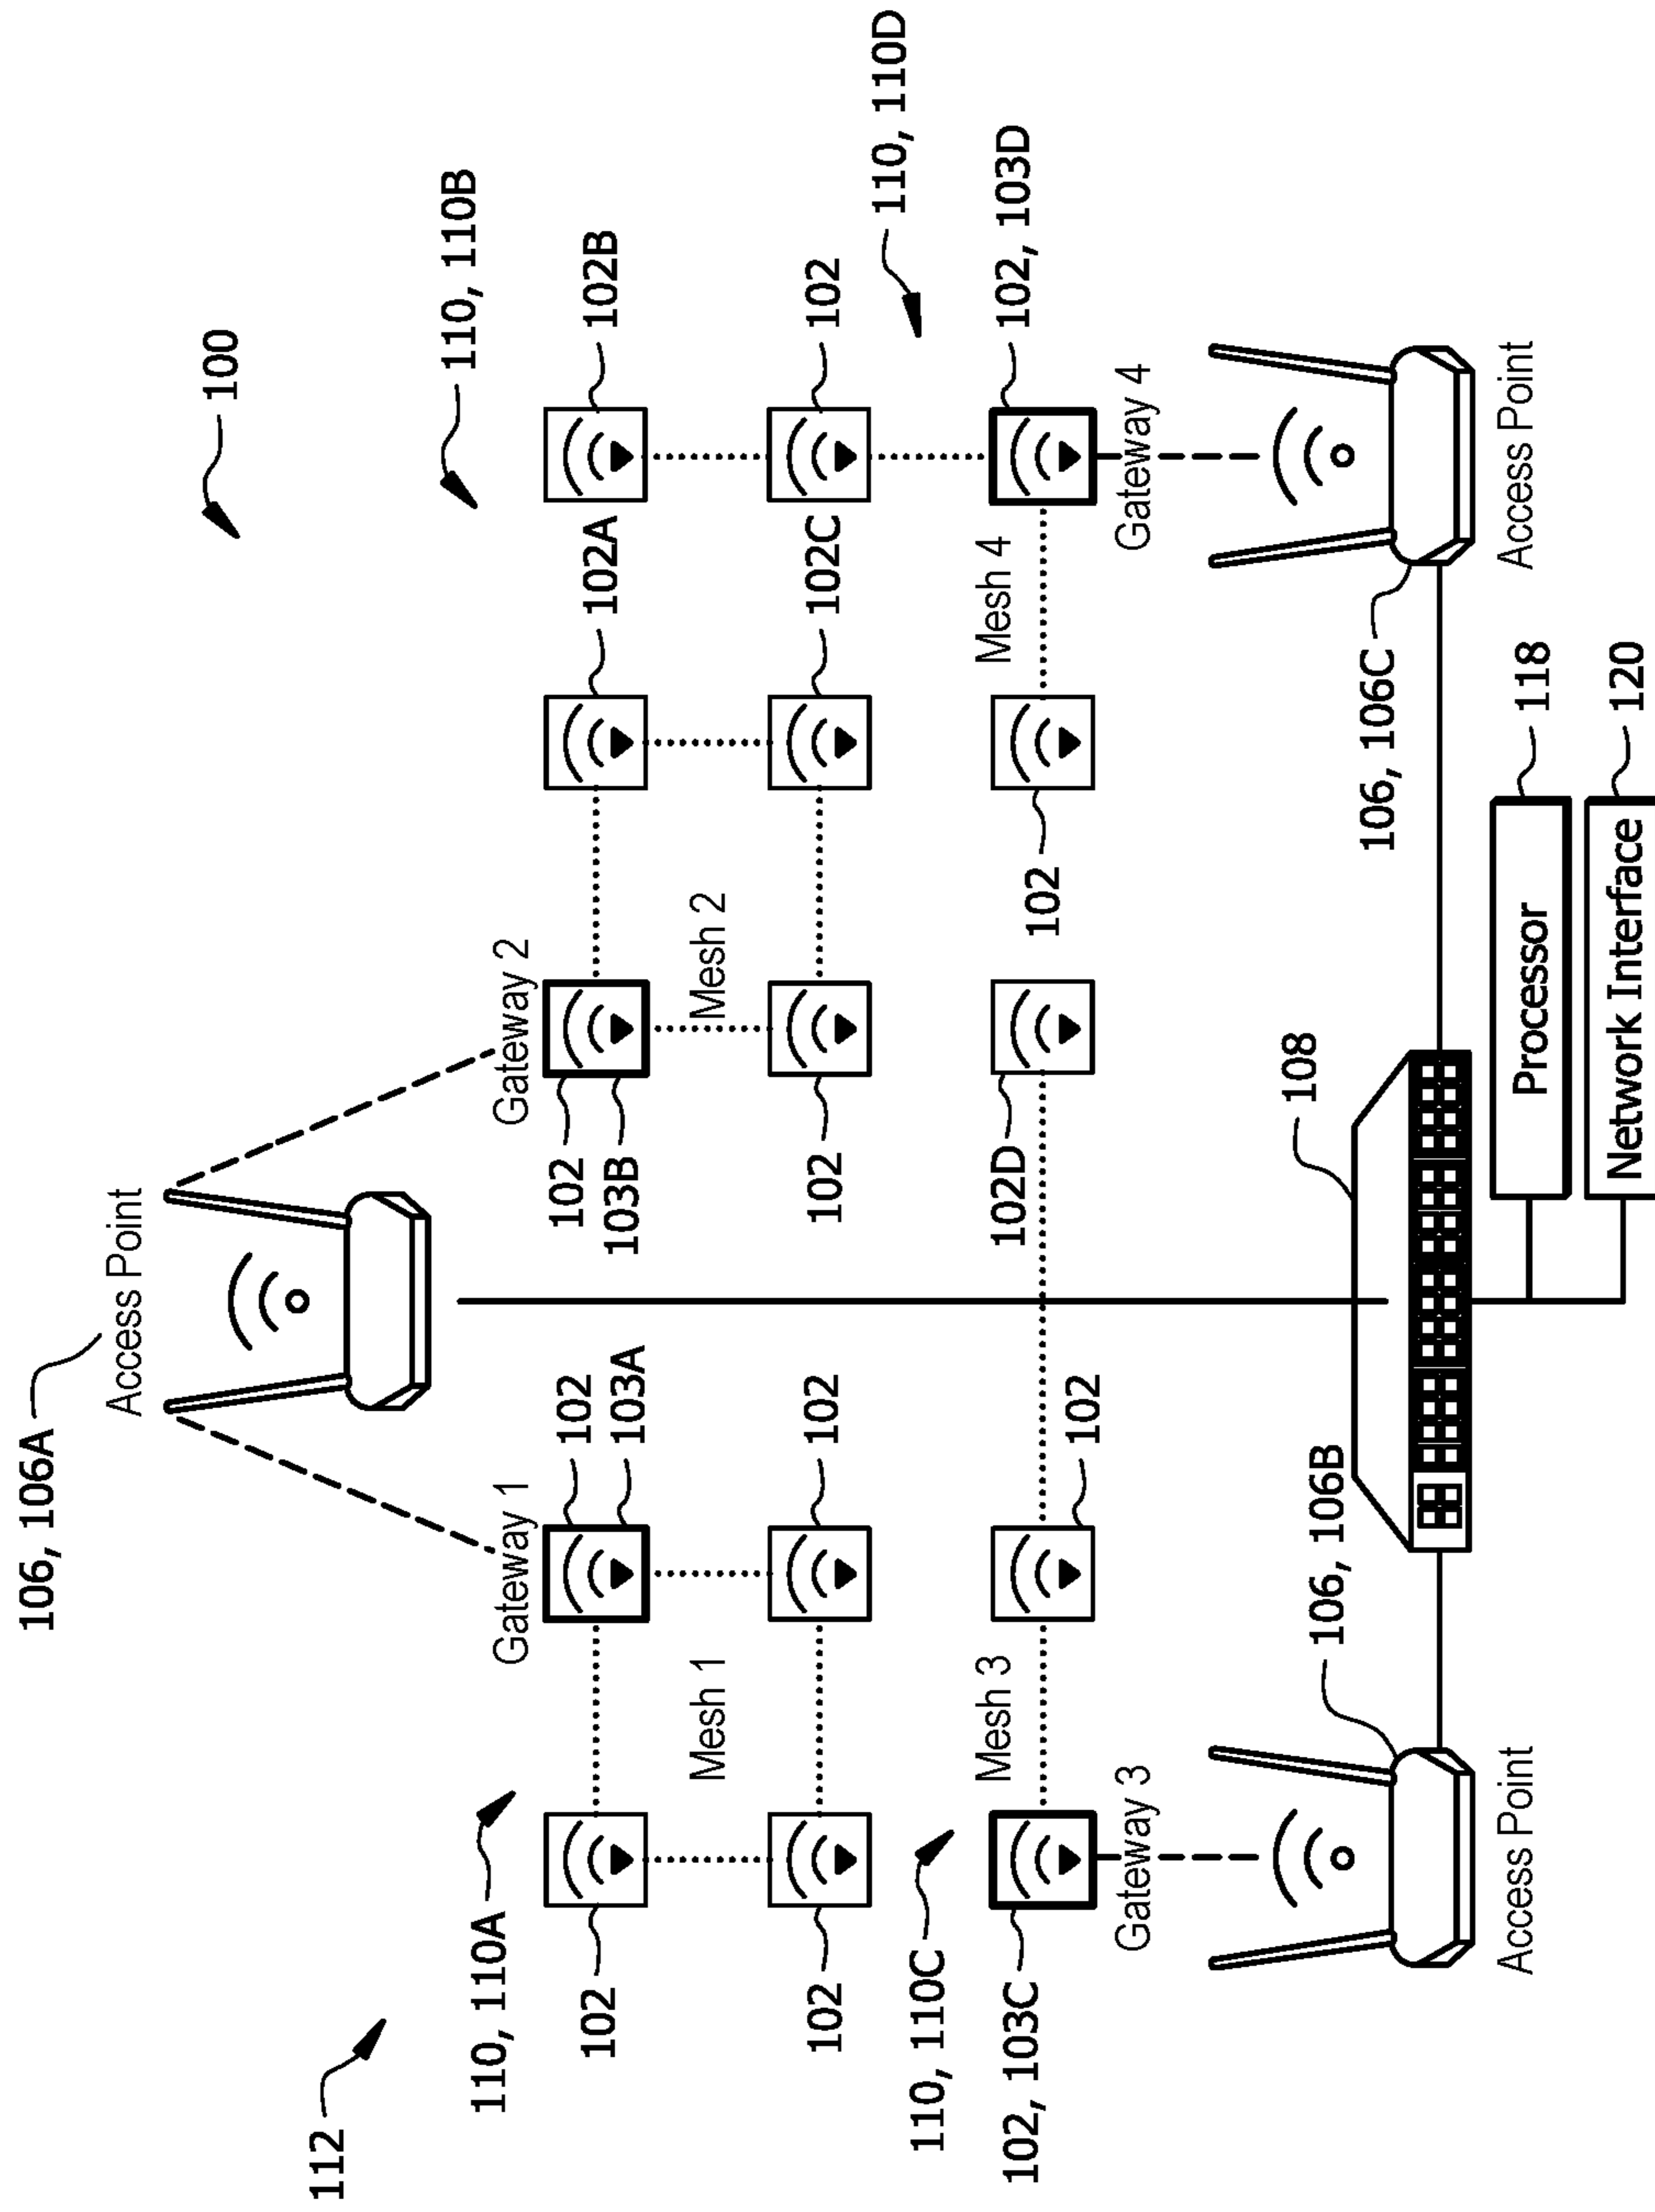 100
112
106, 106A
Access Point
110, 110A
110, 110B
Gateway 1
Gateway 2
102
102
103A
102
103B
102A
102B
Mesh 1
Mesh 2
102
102
102
102C
102
110, 110C
110, 110D
Mesh 3
Mesh 4
102, 103C
102
102D
102
102, 103D
Gateway 3
Gateway 4
106, 106B
108
106, 106C
Access Point
Access Point
Processor
118
Network Interface
120